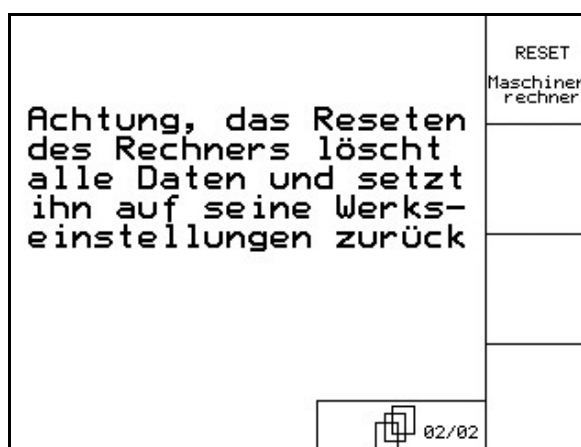 Achtung, das Reseten
des Rechners löscht
alle Daten und setzt
ihn auf seine Werks-
einstellungen zurück
RESET
Maschinen
rechner
02/02